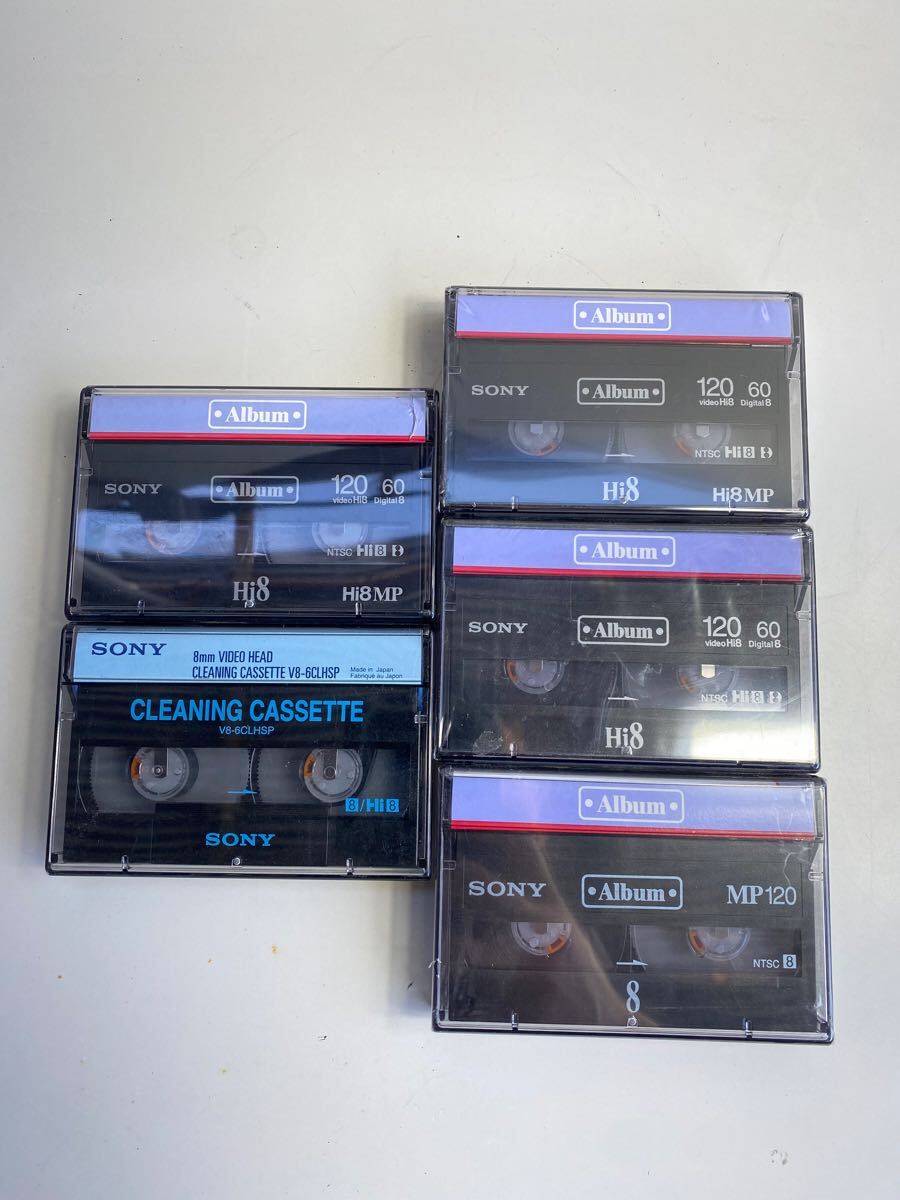 • Album •
SONY
• Album •
120 60
video Hi8 Digital 8
NTSC Hi8
Hi8
Hi8 MP
SONY
8mm VIDEO HEAD
CLEANING CASSETTE V8-6CLHSP
Made in Japan
Fabriqué au Japon
CLEANING CASSETTE
V8-6CLHSP
8/Hi8
SONY
• Album •
SONY
• Album •
120 60
video Hi8 Digital 8
NTSC Hi8
Hi8
Hi8 MP
• Album •
SONY
• Album •
120 60
video Hi8 Digital 8
NTSC Hi8
Hi8
• Album •
SONY
• Album •
MP120
NTSC 8
8